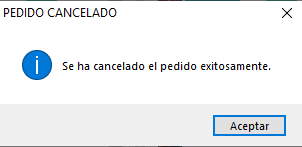 PEDIDO CANCELADO
Se ha cancelado el pedido exitosamente.
Aceptar